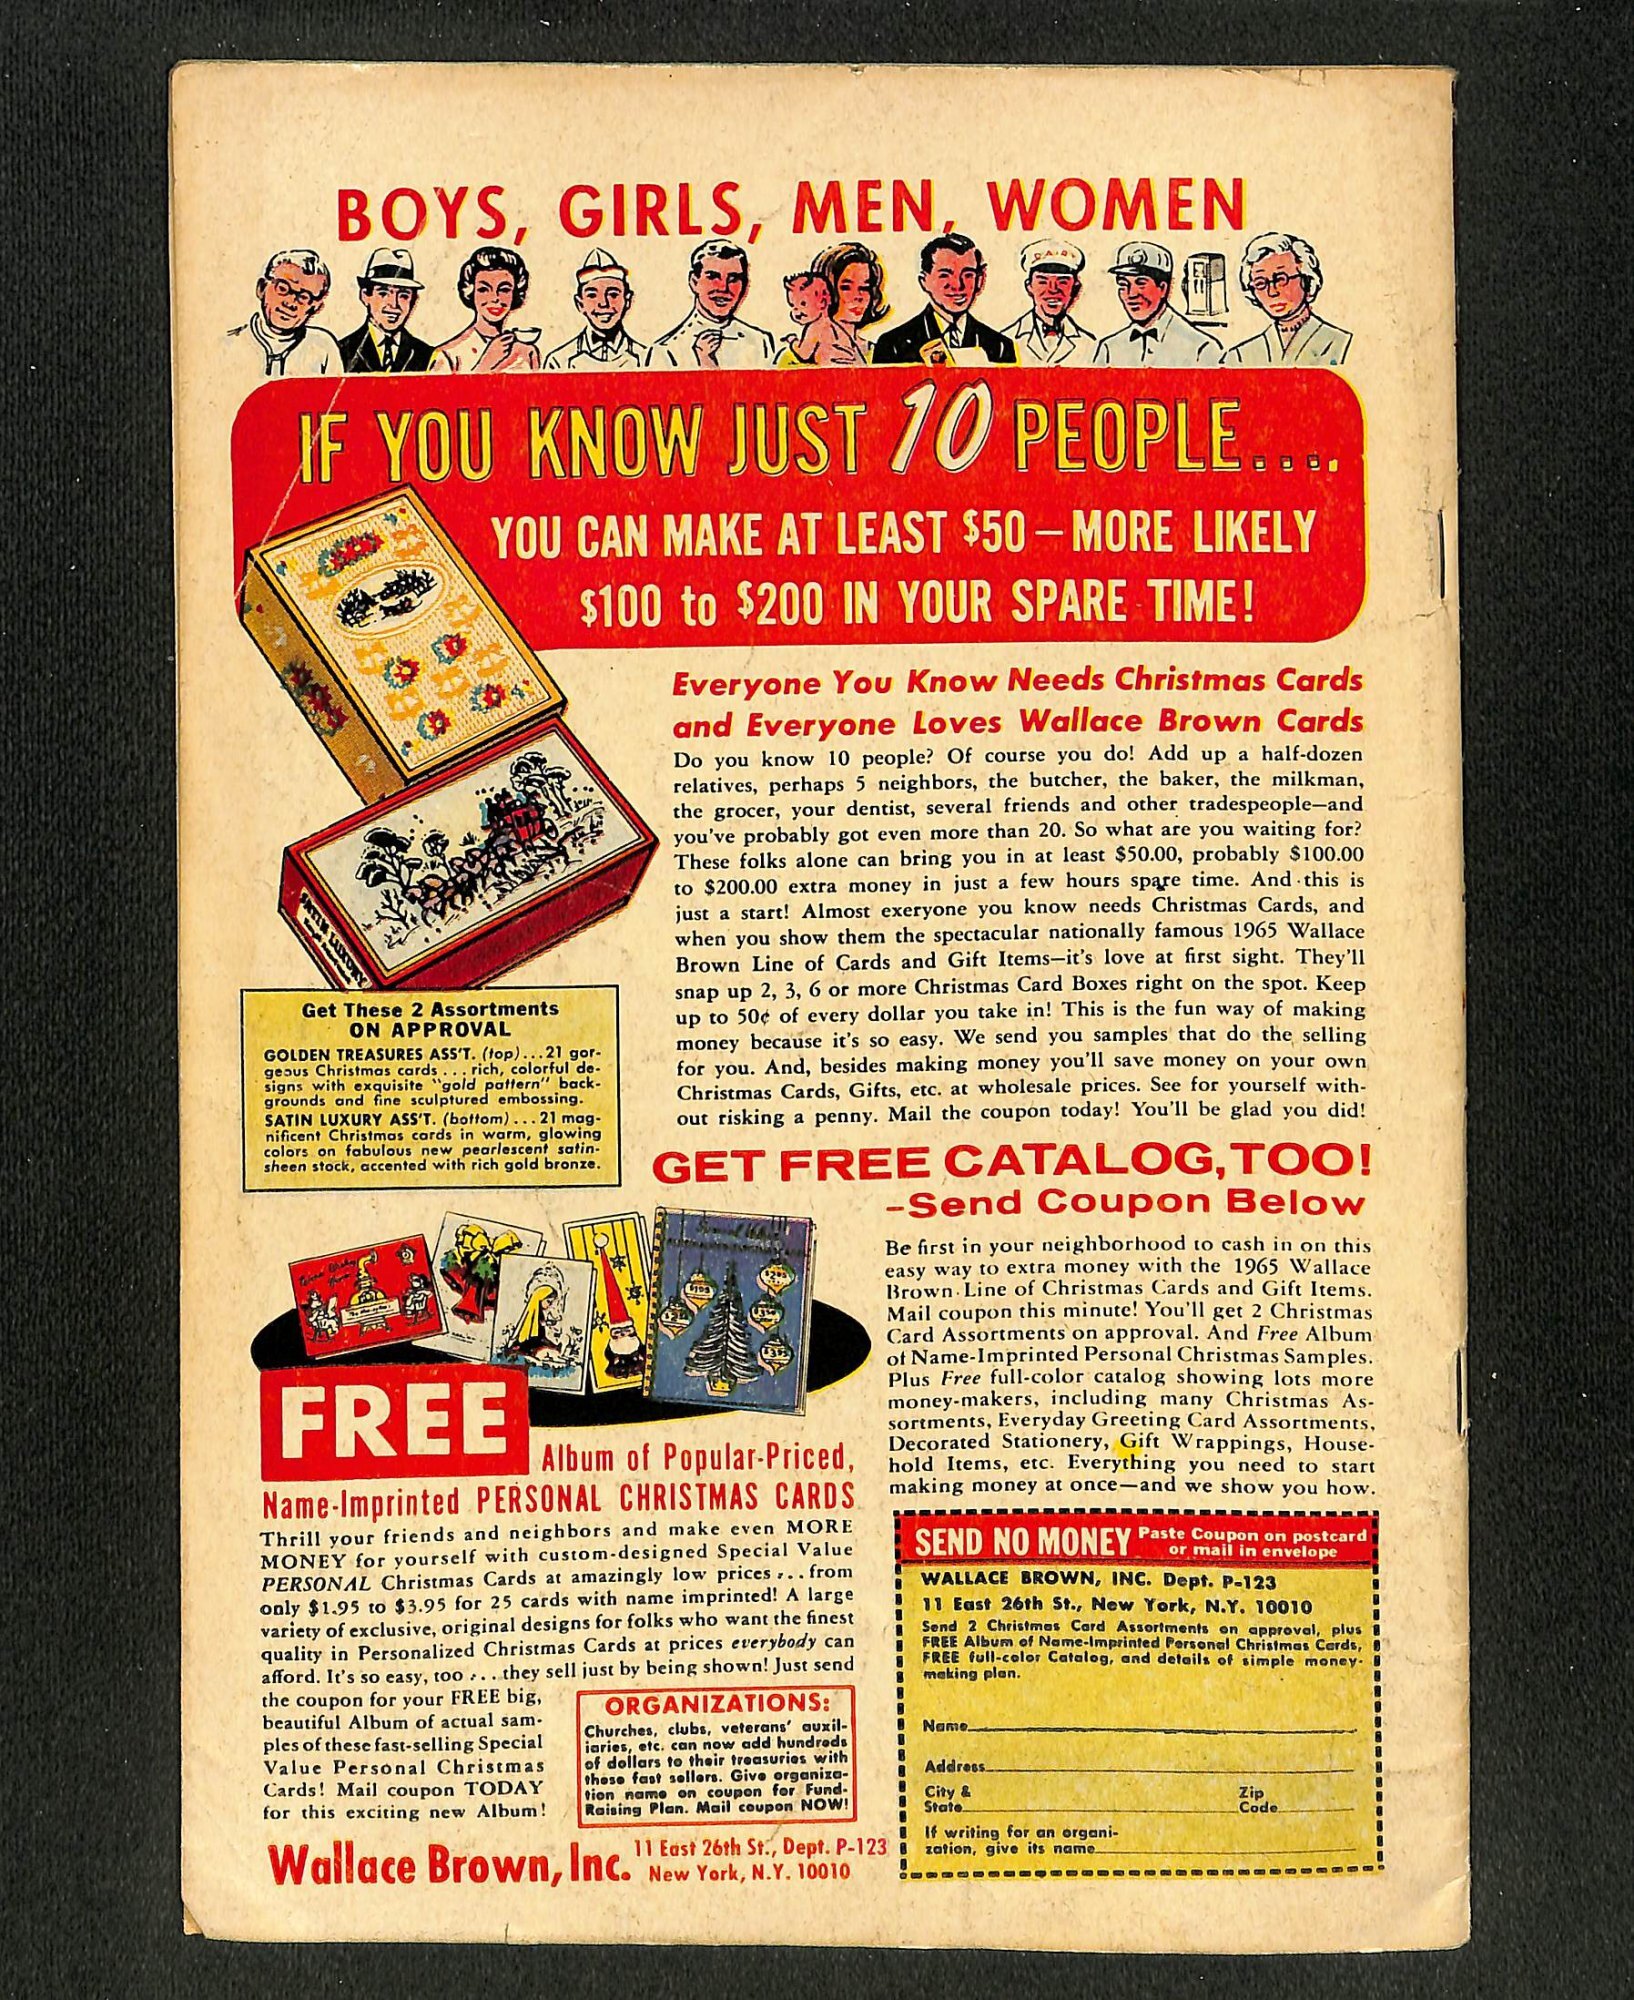 BOYS, GIRLS, MEN, WOMEN
DAIRY
IF YOU KNOW JUST 10 PEOPLE....
YOU CAN MAKE AT LEAST $50 — MORE LIKELY
$100 to $200 IN YOUR SPARE TIME!
Everyone You Know Needs Christmas Cards
and Everyone Loves Wallace Brown Cards
Do you know 10 people? Of course you do! Add up a half-dozen
relatives, perhaps 5 neighbors, the butcher, the baker, the milkman,
the grocer, your dentist, several friends and other tradespeople—and
you've probably got even more than 20. So what are you waiting for?
These folks alone can bring you in at least $50.00, probably $100.00
to $200.00 extra money in just a few hours spare time. And this is
just a start! Almost exeryone you know needs Christmas Cards, and
when you show them the spectacular nationally famous 1965 Wallace
Brown Line of Cards and Gift Items—it's love at first sight. They'll
snap up 2, 3, 6 or more Christmas Card Boxes right on the spot. Keep
up to 50¢ of every dollar you take in! This is the fun way of making
money because it's so easy. We send you samples that do the selling
for you. And, besides making money you'll save money on your own
Christmas Cards, Gifts, etc. at wholesale prices. See for yourself with-
out risking a penny. Mail the coupon today! You'll be glad you did!
SATIN LUXURY
Get These 2 Assortments
ON APPROVAL
GOLDEN TREASURES ASS'T. (top)...21 gor-
geous Christmas cards ... rich, colorful de-
signs with exquisite "gold pattern" back-
grounds and fine sculptured embossing.
SATIN LUXURY ASS'T. (bottom)...21 mag-
nificent Christmas cards in warm, glowing
colors on fabulous new pearlescent satin-
sheen stock, accented with rich gold bronze.
GET FREE CATALOG, TOO!
–Send Coupon Below
Be first in your neighborhood to cash in on this
easy way to extra money with the 1965 Wallace
Brown Line of Christmas Cards and Gift Items.
Mail coupon this minute! You'll get 2 Christmas
Card Assortments on approval. And Free Album
of Name-Imprinted Personal Christmas Samples.
Plus Free full-color catalog showing lots more
money-makers, including many Christmas As-
sortments, Everyday Greeting Card Assortments,
Decorated Stationery, Gift Wrappings, House-
hold Items, etc. Everything you need to start
making money at once—and we show you how.
FREE
Album of Popular-Priced,
Name-Imprinted PERSONAL CHRISTMAS CARDS
Thrill your friends and neighbors and make even MORE
MONEY for yourself with custom-designed Special Value
PERSONAL Christmas Cards at amazingly low prices ... from
only $1.95 to $3.95 for 25 cards with name imprinted! A large
variety of exclusive, original designs for folks who want the finest
quality in Personalized Christmas Cards at prices everybody can
afford. It's so easy, too ... they sell just by being shown! Just send
the coupon for your FREE big,
beautiful Album of actual sam-
ples of these fast-selling Special
Value Personal Christmas
Cards! Mail coupon TODAY
for this exciting new Album!
ORGANIZATIONS:
Churches, clubs, veterans' auxil-
iaries, etc. can now add hundreds
of dollars to their treasuries with
these fast sellers. Give organiza-
tion name on coupon for Fund-
Raising Plan. Mail coupon NOW!
Wallace Brown, Inc. 11 East 26th St., Dept. P-123
New York, N.Y. 10010
SEND NO MONEY Paste Coupon on postcard
or mail in envelope
WALLACE BROWN, INC. Dept. P-123
11 East 26th St., New York, N.Y. 10010
Send 2 Christmas Card Assortments on approval, plus
FREE Album of Name-Imprinted Personal Christmas Cards,
FREE full-color Catalog, and details of simple money-
making plan.
Name
Address
City & Zip
State Code
If writing for an organi-
zation, give its name